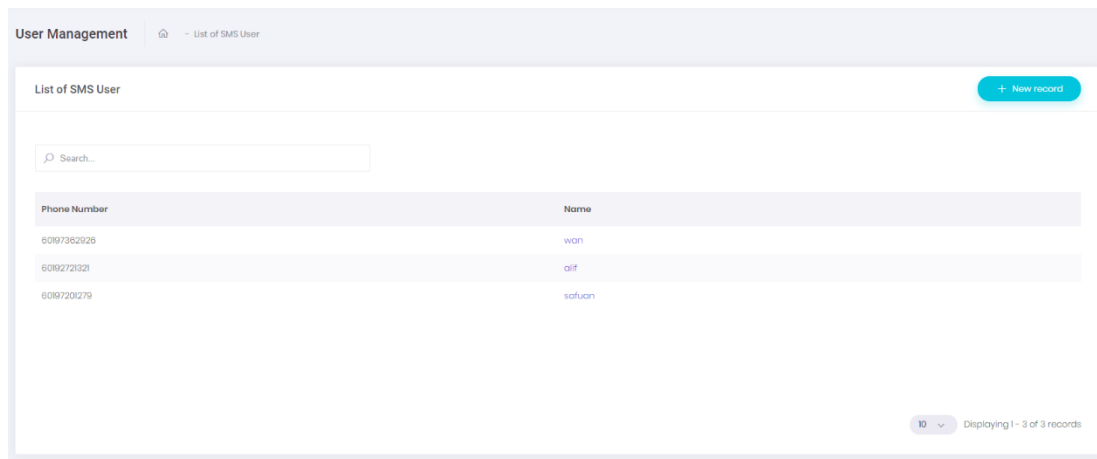 User Management - List of SMS User
List of SMS User + New record
Search...
Phone Number Name
60197362926 wan
60192721321 alif
60197201279 safuan
10 Displaying 1 - 3 of 3 records